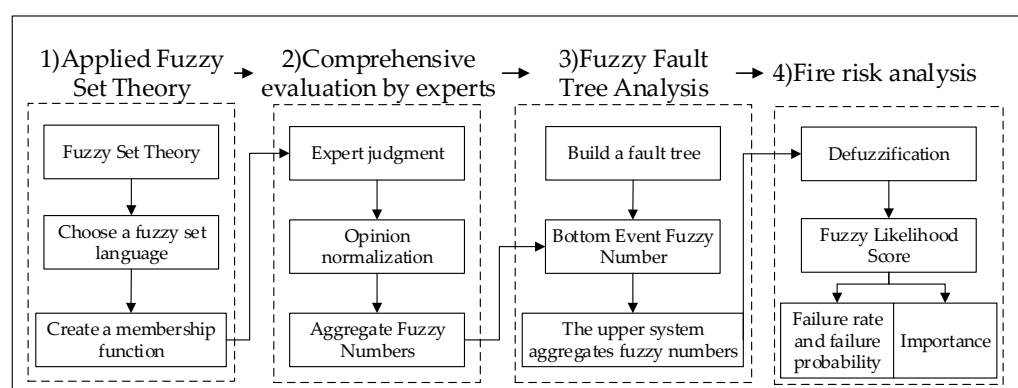 1)Applied Fuzzy
Set Theory
2)Comprehensive
evaluation by experts
3)Fuzzy Fault
Tree Analysis
4)Fire risk analysis
Fuzzy Set Theory
Choose a fuzzy set
language
Create a membership
function
Expert judgment
Opinion
normalization
Aggregate Fuzzy
Numbers
Build a fault tree
Bottom Event Fuzzy
Number
The upper system
aggregates fuzzy numbers
Defuzzification
Fuzzy Likelihood
Score
Failure rate
and failure
probability
Importance